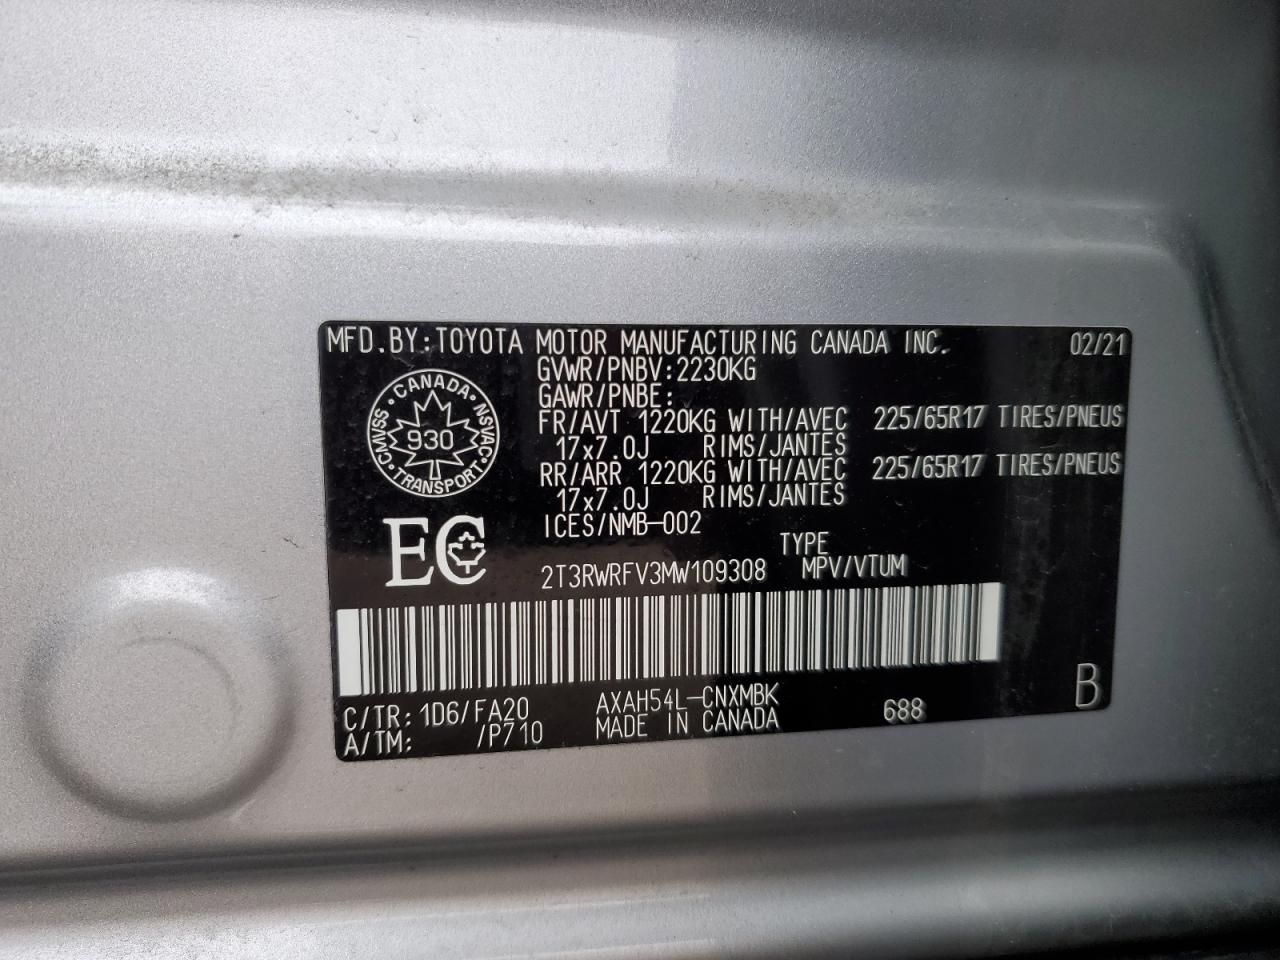 MFD.BY:TOYOTA MOTOR MANUFACTURING CANADA INC. 02/21
GVWR/PNBV:2230KG
GAWR/PNBE:
FR/AVT 1220KG WITH/AVEC 225/65R17 TIRES/PNEUS
17x7.0J RIMS/JANTES
RR/ARR 1220KG WITH/AVEC 225/65R17 TIRES/PNEUS
17x7.0J RIMS/JANTES
ICES/NMB-002
CANADA
CMVSS 930 NSVAC
TRANSPORT
EC
TYPE
2T3RWRFV3MW109308 MPV/VTUM
C/TR: 1D6/FA20 AXAH54L-CNXMBK 688 B
A/TM: /P710 MADE IN CANADA